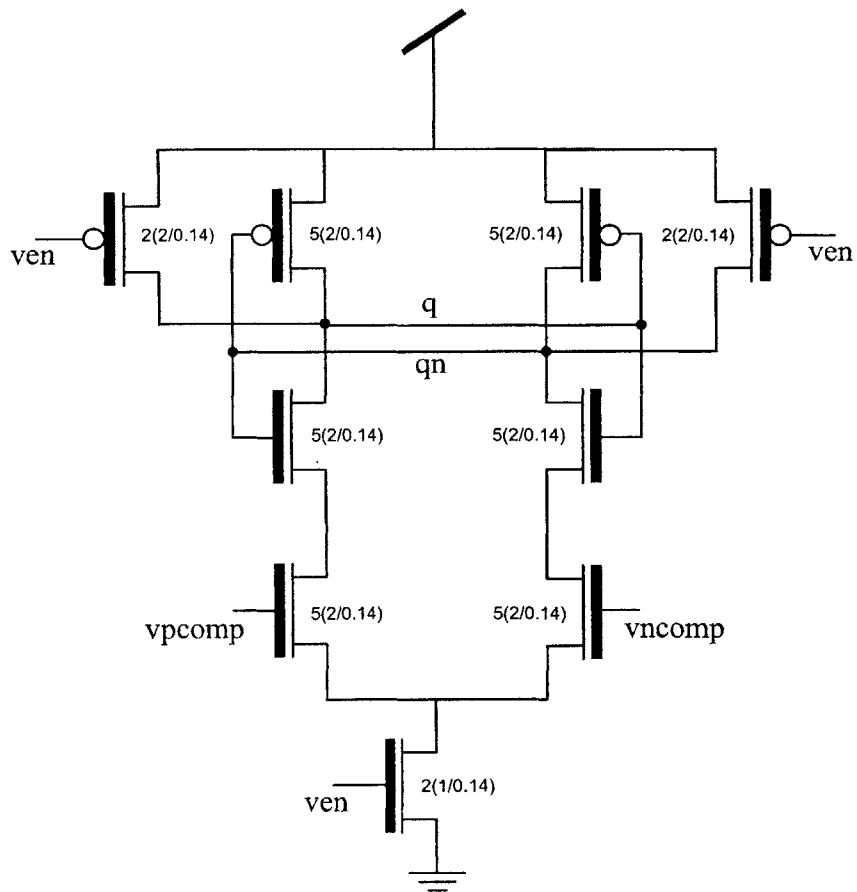 2(2/0.14)
5(2/0.14)
5(2/0.14)
2(2/0.14)
ven
ven
q
qn
5(2/0.14)
5(2/0.14)
5(2/0.14)
5(2/0.14)
vpcomp
vncomp
2(1/0.14)
ven